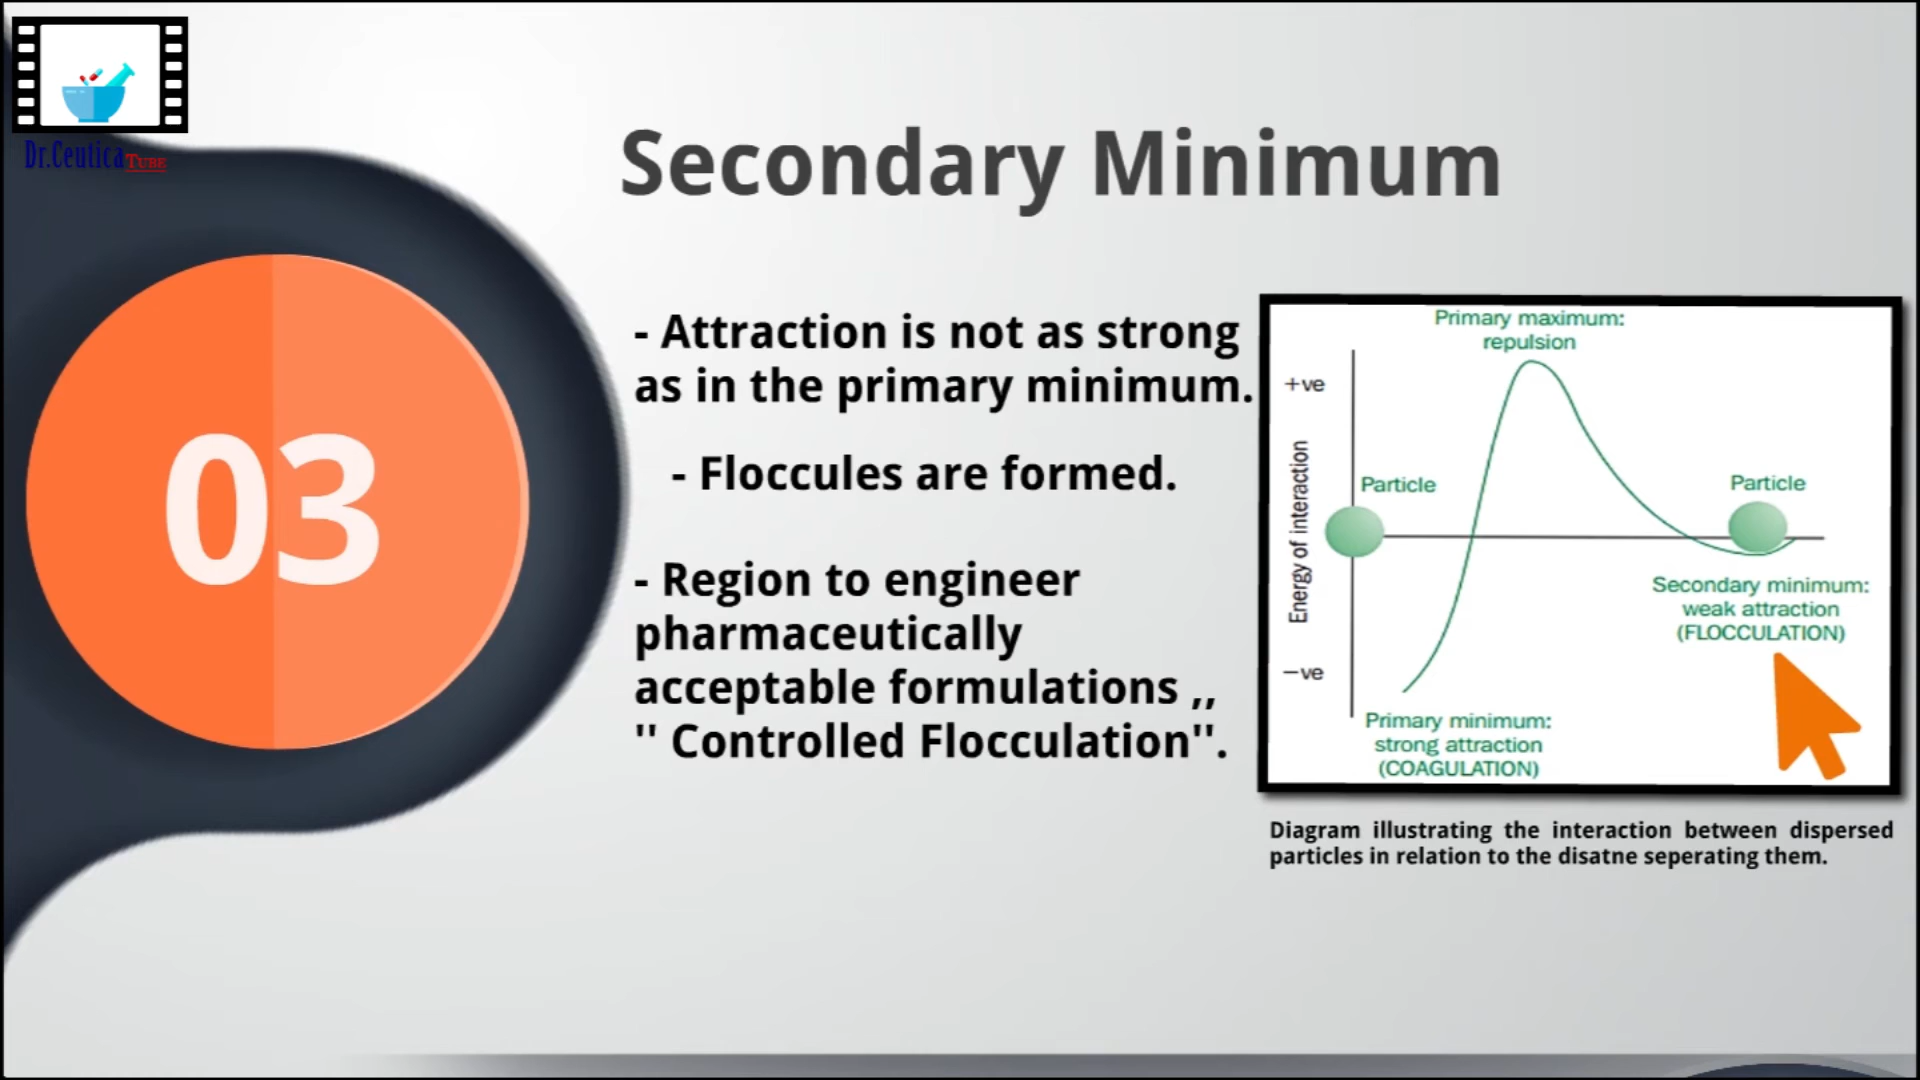 Dr.Ceutica TUBE
Secondary Minimum
03
- Attraction is not as strong
as in the primary minimum.
- Floccules are formed.
- Region to engineer
pharmaceutically
acceptable formulations ,,
'' Controlled Flocculation''.
Primary maximum:
repulsion
+ve
Energy of interaction
Particle
Particle
Secondary minimum:
weak attraction
(FLOCCULATION)
−ve
Primary minimum:
strong attraction
(COAGULATION)
Diagram illustrating the interaction between dispersed
particles in relation to the disatne seperating them.